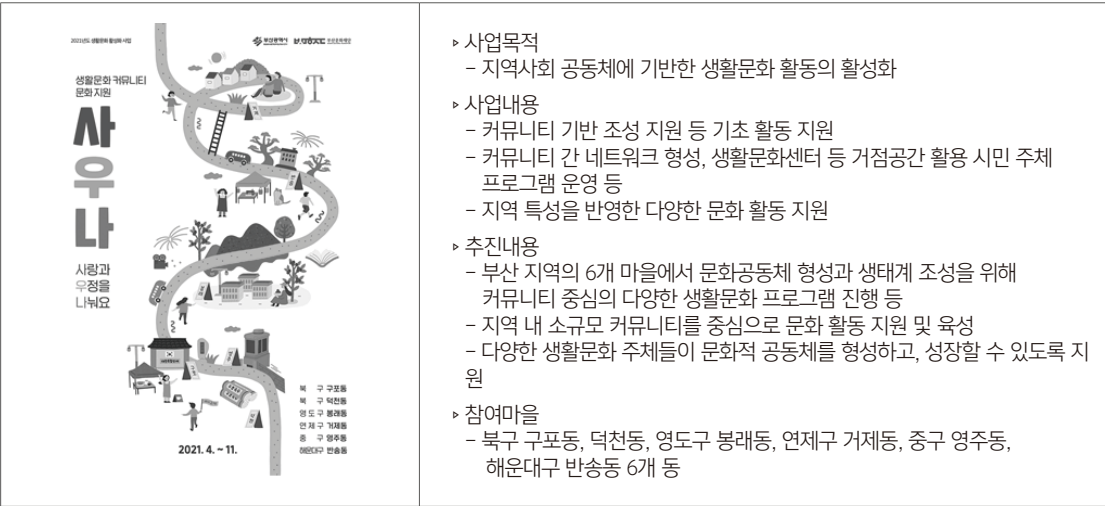 2021년도 생활문화 활성화 사업
부산광역시
부산문화재단
생활문화 커뮤니티
문화 지원
사
우
나
사랑과
우정을
나눠요
북 구 구포동
북 구 덕천동
영도구 봉래동
연제구 거제동
중 구 영주동
해운대구 반송동
2021. 4. ~ 11.
▹ 사업목적
– 지역사회 공동체에 기반한 생활문화 활동의 활성화
▹ 사업내용
– 커뮤니티 기반 조성 지원 등 기초 활동 지원
– 커뮤니티 간 네트워크 형성, 생활문화센터 등 거점공간 활용 시민 주체
프로그램 운영 등
– 지역 특성을 반영한 다양한 문화 활동 지원
▹ 추진내용
– 부산 지역의 6개 마을에서 문화공동체 형성과 생태계 조성을 위해
커뮤니티 중심의 다양한 생활문화 프로그램 진행 등
– 지역 내 소규모 커뮤니티를 중심으로 문화 활동 지원 및 육성
– 다양한 생활문화 주체들이 문화적 공동체를 형성하고, 성장할 수 있도록 지
원
▹ 참여마을
– 북구 구포동, 덕천동, 영도구 봉래동, 연제구 거제동, 중구 영주동,
해운대구 반송동 6개 동